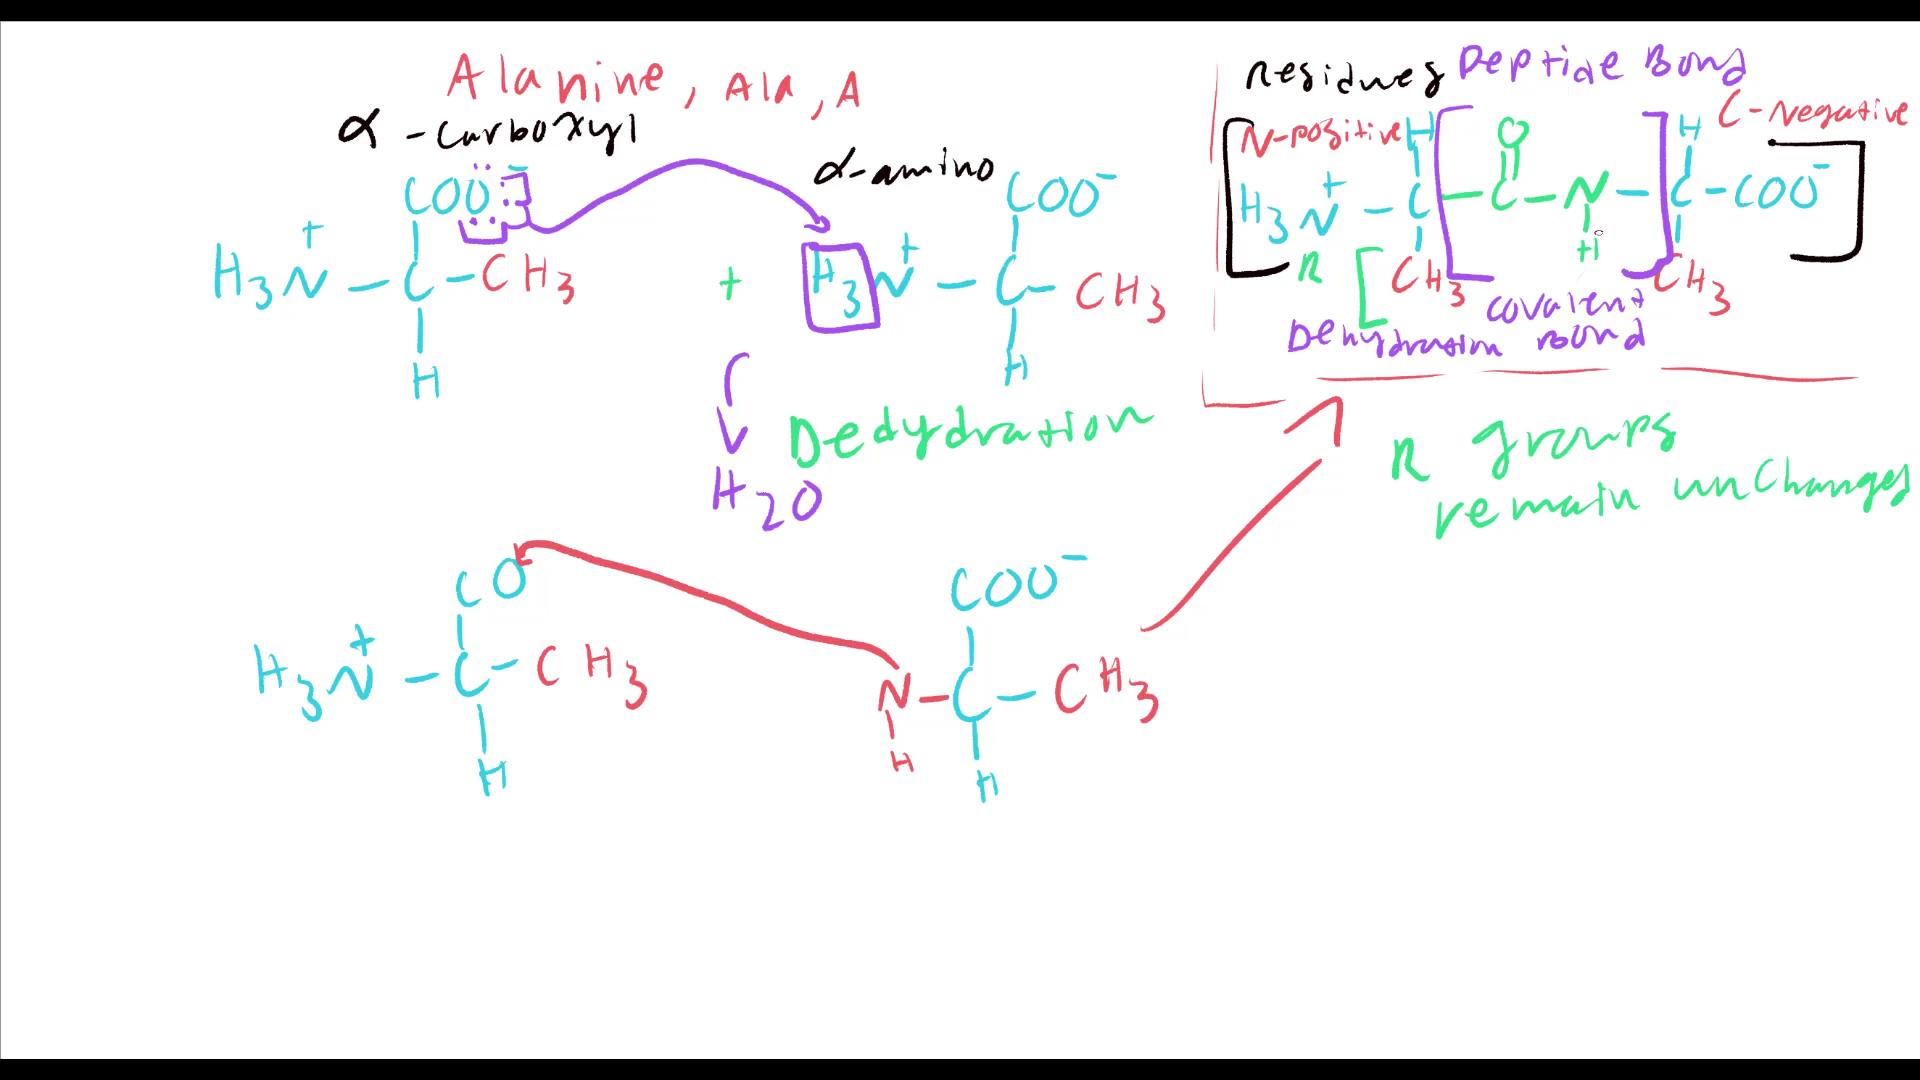 Alanine, Ala, A
α -carboxyl
COO⁻
H₃N⁺ – C – CH₃
H
+
α-amino
COO⁻
H₃N⁺ – C – CH₃
H
H₂O
Dedydration
CO
H₃N⁺ – C – CH₃
H
COO⁻
N – C – CH₃
H
H
Residues Peptide Bond
N-positive H O H C-Negative
H₃N⁺ – C – C – N – C – COO⁻
R CH₃ H CH₃
covalent
Dehydration Bond
R groups
remain unchanged